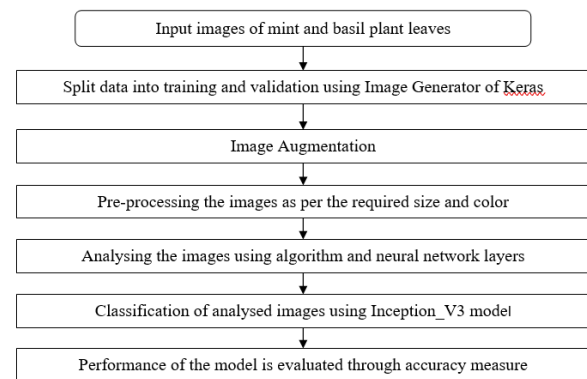 Input images of mint and basil plant leaves
Split data into training and validation using Image Generator of Keras
Image Augmentation
Pre-processing the images as per the required size and color
Analysing the images using algorithm and neural network layers
Classification of analysed images using Inception_V3 model
Performance of the model is evaluated through accuracy measure